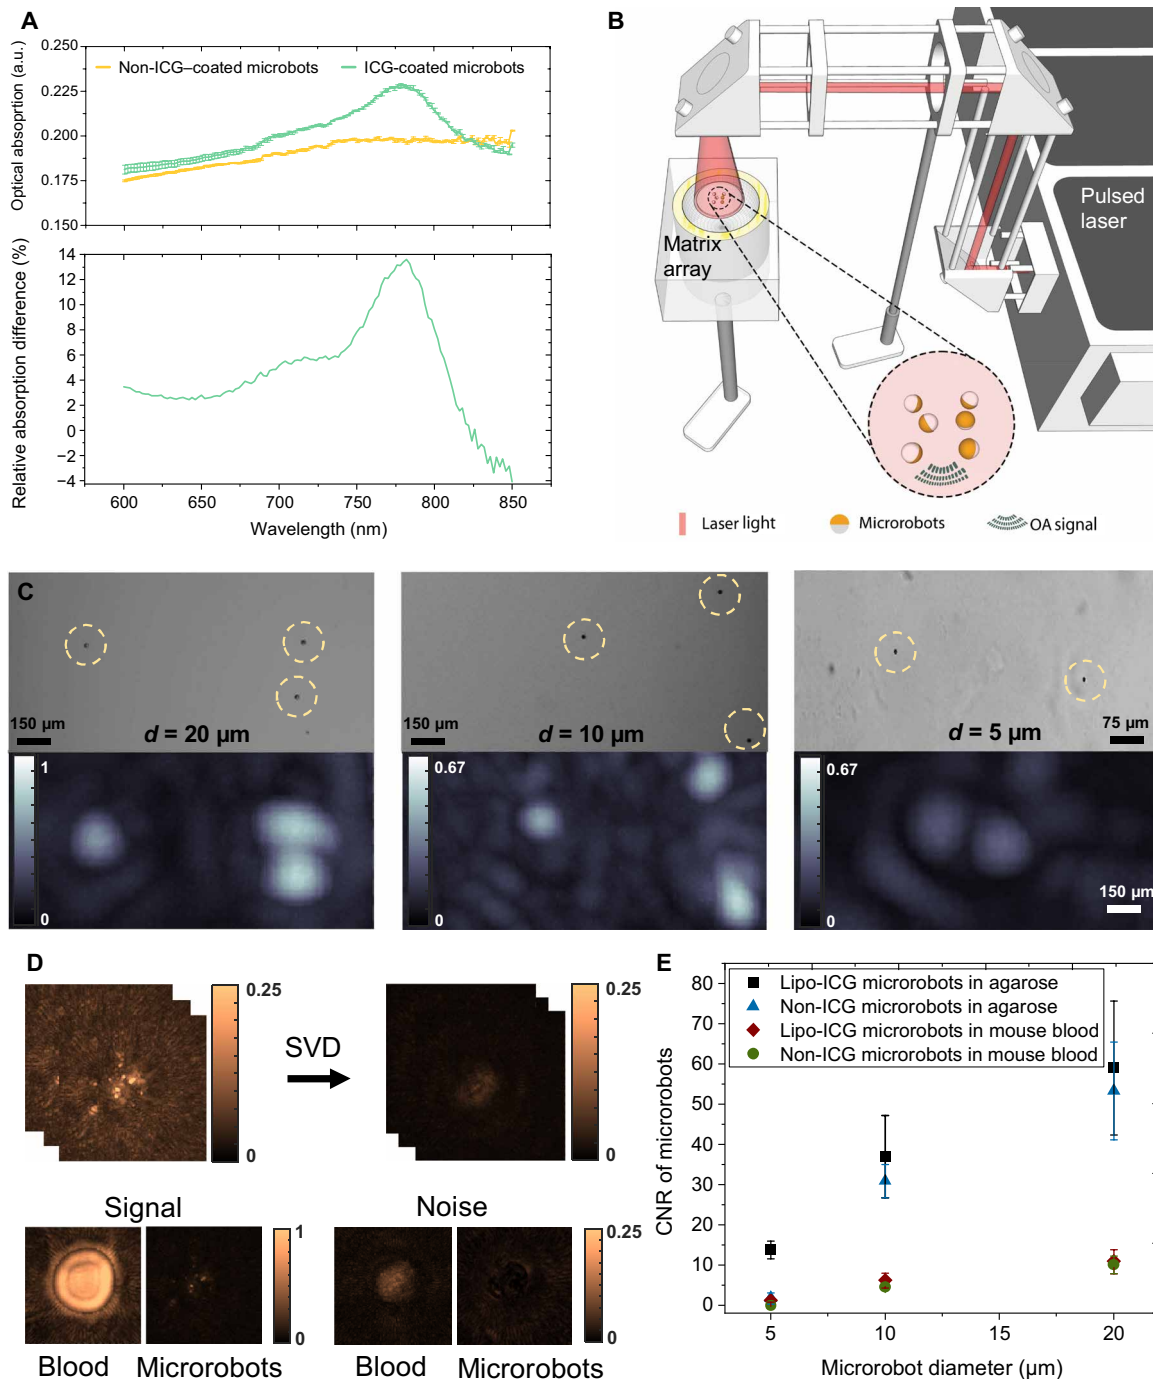 A
0.250
0.225
0.200
0.175
0.150
Optical absoprtion (a.u.)
Non-ICG–coated microbots
ICG-coated microbots
14
12
10
8
6
4
2
0
−2
−4
Relative absorption difference (%)
600 650 700 750 800 850
Wavelength (nm)
B
Matrix
array
Pulsed
laser
Laser light
Microrobots
OA signal
C
150 µm
d = 20 µm
150 µm
d = 10 µm
75 µm
d = 5 µm
1
0
0.67
0
0.67
0
150 µm
D
0.25
0
SVD
0.25
0
Signal
Noise
1
0
0.25
0
Blood
Microrobots
Blood
Microrobots
E
Lipo-ICG microrobots in agarose
Non-ICG microrobots in agarose
Lipo-ICG microrobots in mouse blood
Non-ICG microrobots in mouse blood
80
70
60
50
40
30
20
10
0
CNR of microrobots
5 10 15 20
Microrobot diameter (µm)